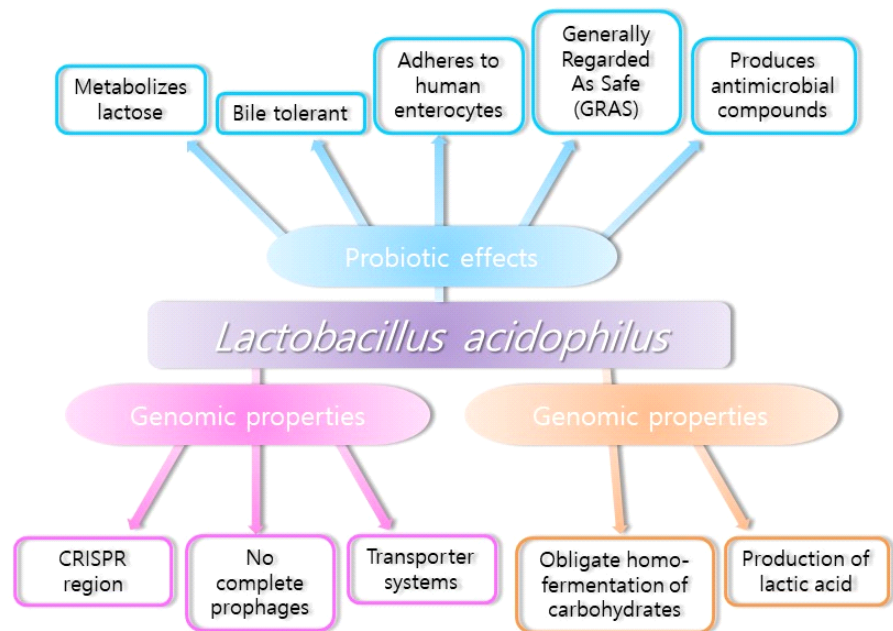 Metabolizes
lactose
Bile tolerant
Adheres to
human
enterocytes
Generally
Regarded
As Safe
(GRAS)
Produces
antimicrobial
compounds
Probiotic effects
Lactobacillus acidophilus
Genomic properties
Genomic properties
CRISPR
region
No
complete
prophages
Transporter
systems
Obligate homo-
fermentation of
carbohydrates
Production of
lactic acid